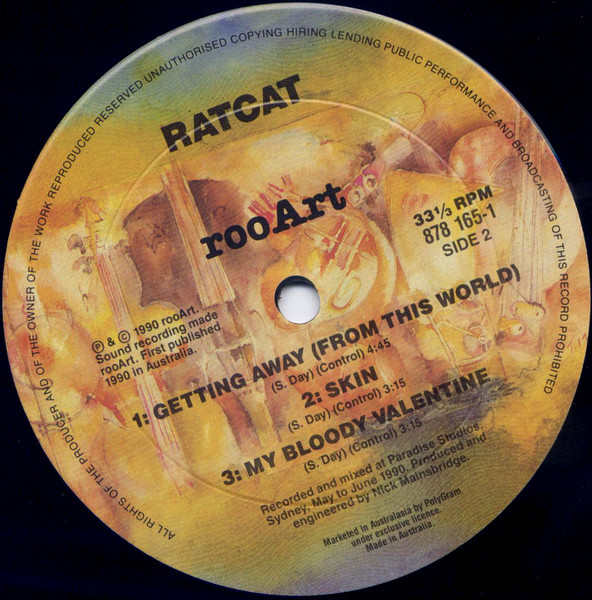 ALL RIGHTS OF THE PRODUCER AND OF THE OWNER OF THE WORK REPRODUCED RESERVED UNAUTHORISED COPYING HIRING LENDING PUBLIC PERFORMANCE AND BROADCASTING OF THIS RECORD PROHIBITED
RATCAT
rooArt
33⅓ RPM
878 165-1
SIDE 2
Ⓟ & © 1990 rooArt.
Sound recording made
rooArt. First published
1990 in Australia.
1: GETTING AWAY (FROM THIS WORLD)
(S. Day) (Control) 4:45
2: SKIN
(S. Day) (Control) 3:15
3: MY BLOODY VALENTINE
(S. Day) (Control) 3:15
Recorded and mixed at Paradise Studios,
Sydney, May to June 1990. Produced and
engineered by Nick Mainsbridge.
Marketed in Australasia by PolyGram
under exclusive licence.
Made in Australia.